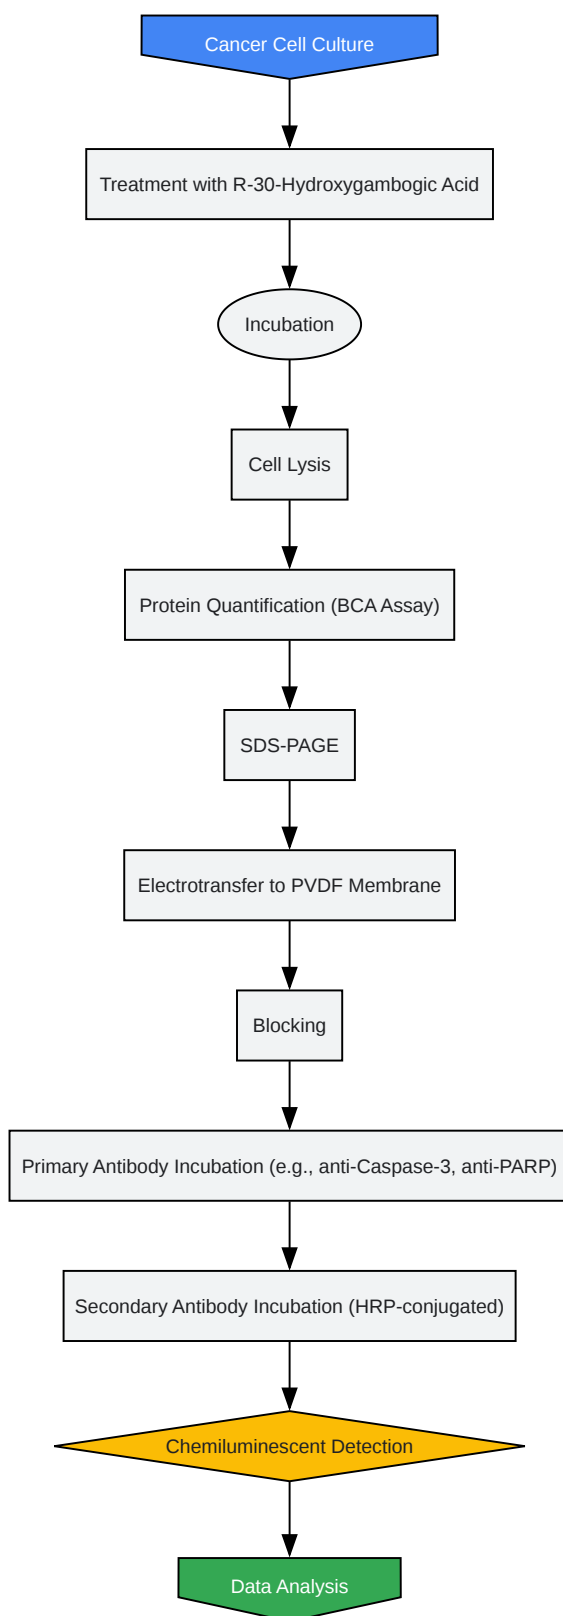 Cancer Cell Culture
Treatment with R-30-Hydroxygambogic Acid
Incubation
Cell Lysis
Protein Quantification (BCA Assay)
SDS-PAGE
Electrotransfer to PVDF Membrane
Blocking
Primary Antibody Incubation (e.g., anti-Caspase-3, anti-PARP)
Secondary Antibody Incubation (HRP-conjugated)
Chemiluminescent Detection
Data Analysis